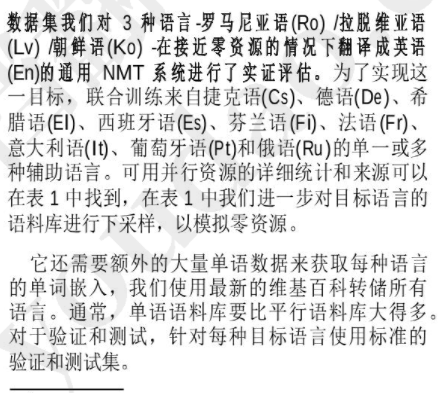 数据集我们对 3 种语言-罗马尼亚语(Ro) /拉脱维亚语
(Lv) /朝鲜语(Ko) -在接近零资源的情况下翻译成英语
(En)的通用 NMT 系统进行了实证评估。为了实现这
一目标，联合训练来自捷克语(Cs)、德语(De)、希
腊语(El)、西班牙语(Es)、芬兰语(Fi)、法语(Fr)、
意大利语(It)、葡萄牙语(Pt)和俄语(Ru)的单一或多
种辅助语言。可用并行资源的详细统计和来源可以
在表 1 中找到，在表 1 中我们进一步对目标语言的
语料库进行下采样，以模拟零资源。
它还需要额外的大量单语数据来获取每种语言
的单词嵌入，我们使用最新的维基百科转储所有
语言。通常，单语语料库要比平行语料库大得多。
对于验证和测试，针对每种目标语言使用标准的
验证和测试集。